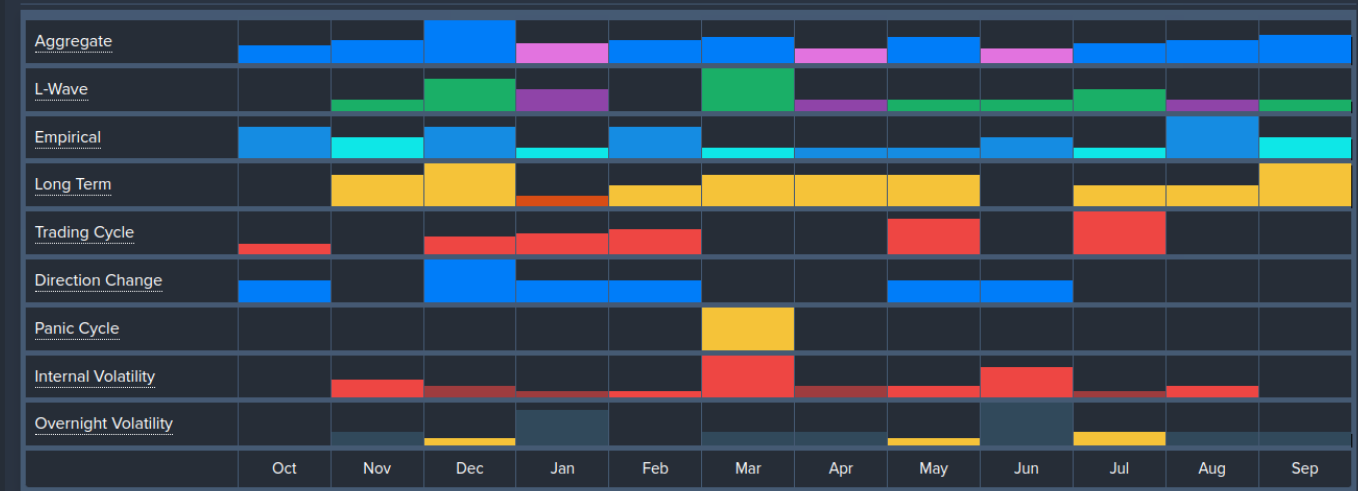 Aggregate
L-Wave
Empirical
Long Term
Trading Cycle
Direction Change
Panic Cycle
Internal Volatility
Overnight Volatility
Oct Nov Dec Jan Feb Mar Apr May Jun Jul Aug Sep